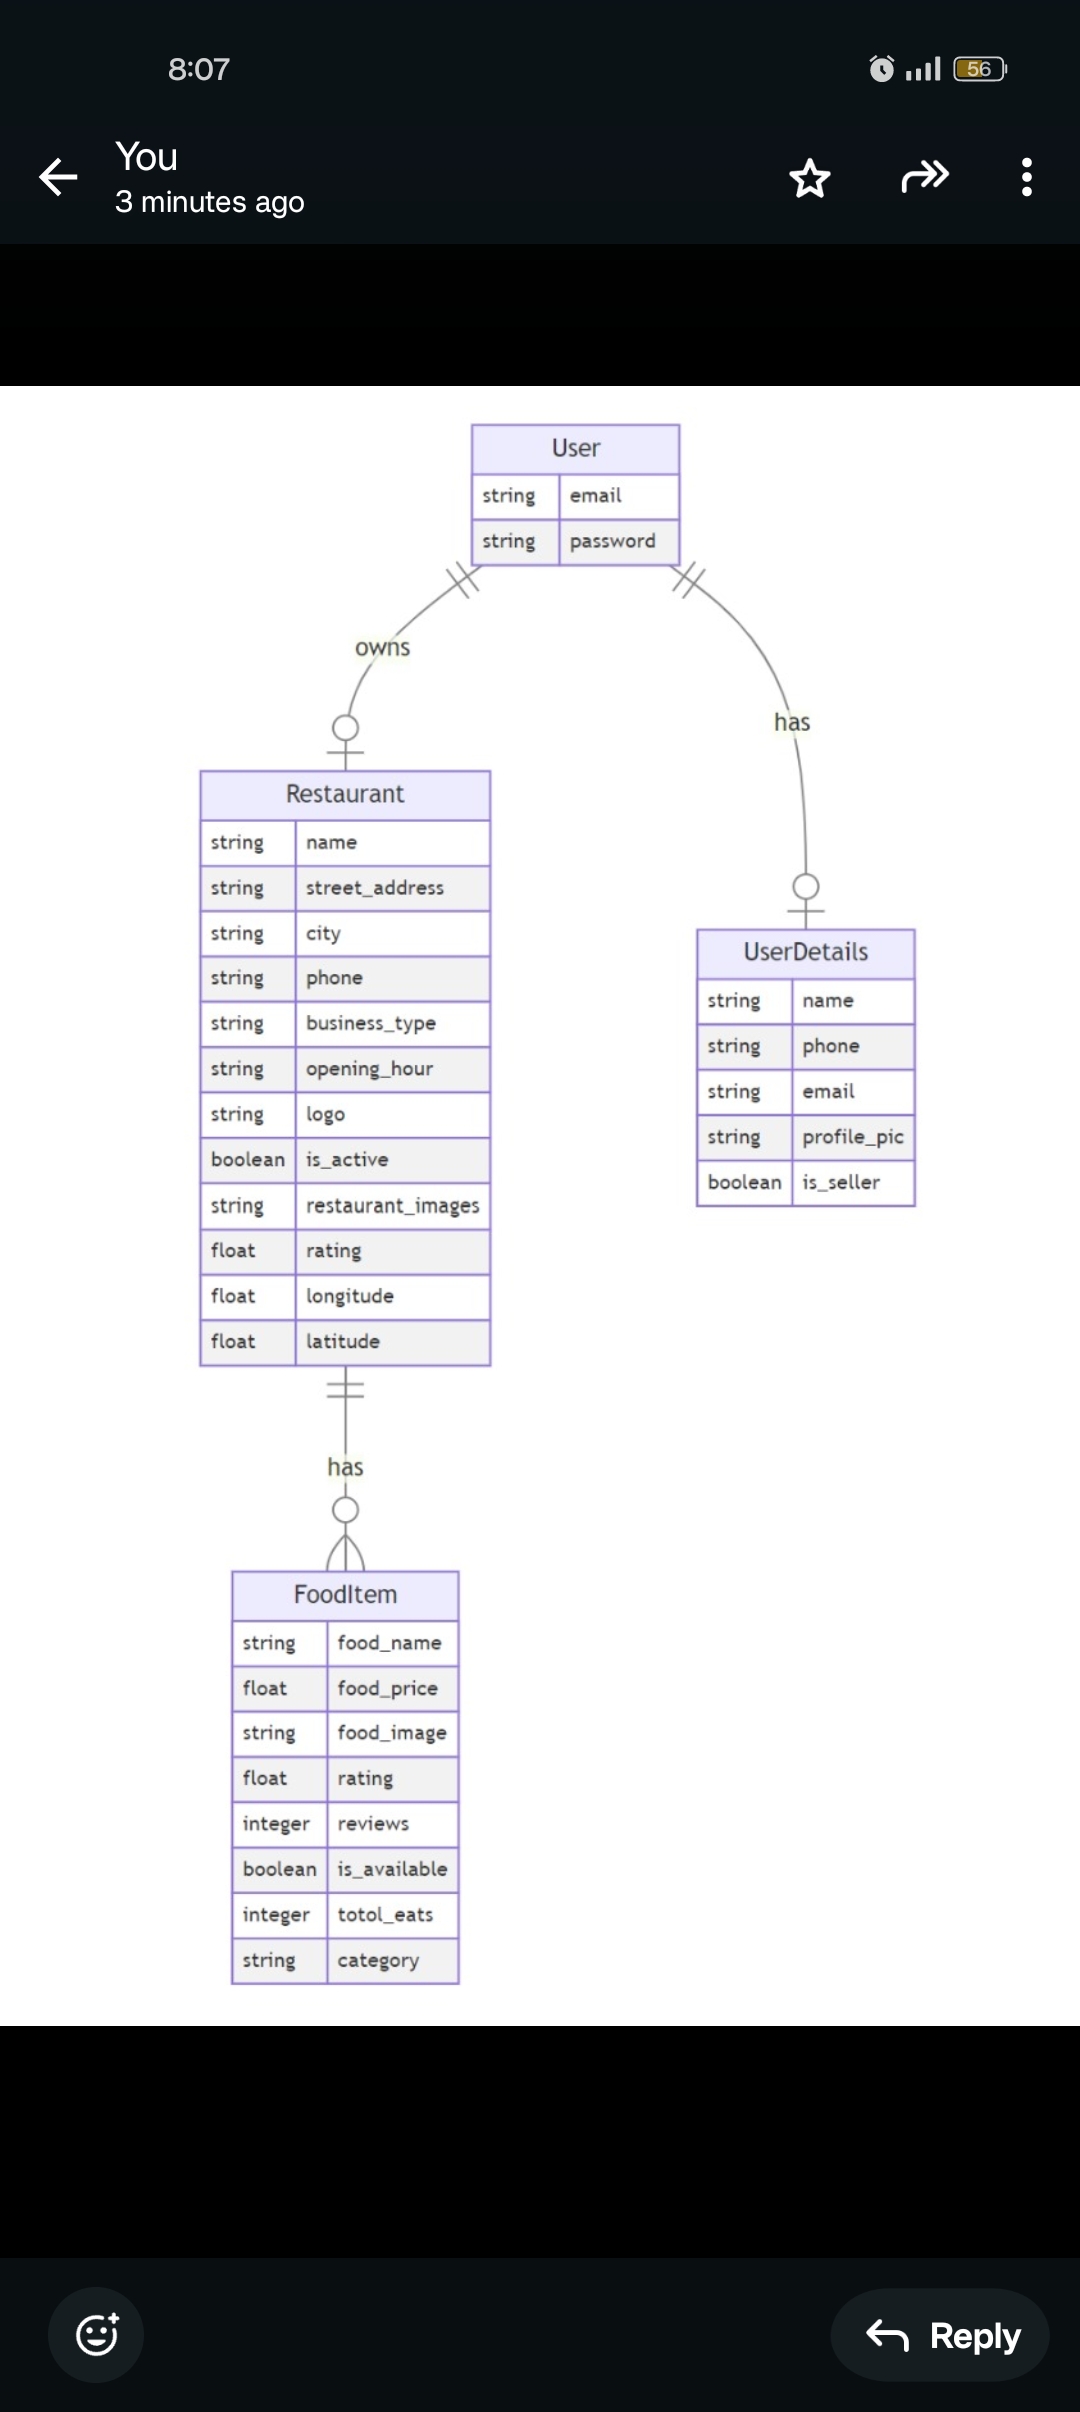 8:07
56
You
3 minutes ago
User
string email
string password
owns
has
Restaurant
string name
string street_address
string city
string phone
string business_type
string opening_hour
string logo
boolean is_active
string restaurant_images
float rating
float longitude
float latitude
UserDetails
string name
string phone
string email
string profile_pic
boolean is_seller
has
FoodItem
string food_name
float food_price
string food_image
float rating
integer reviews
boolean is_available
integer totol_eats
string category
Reply